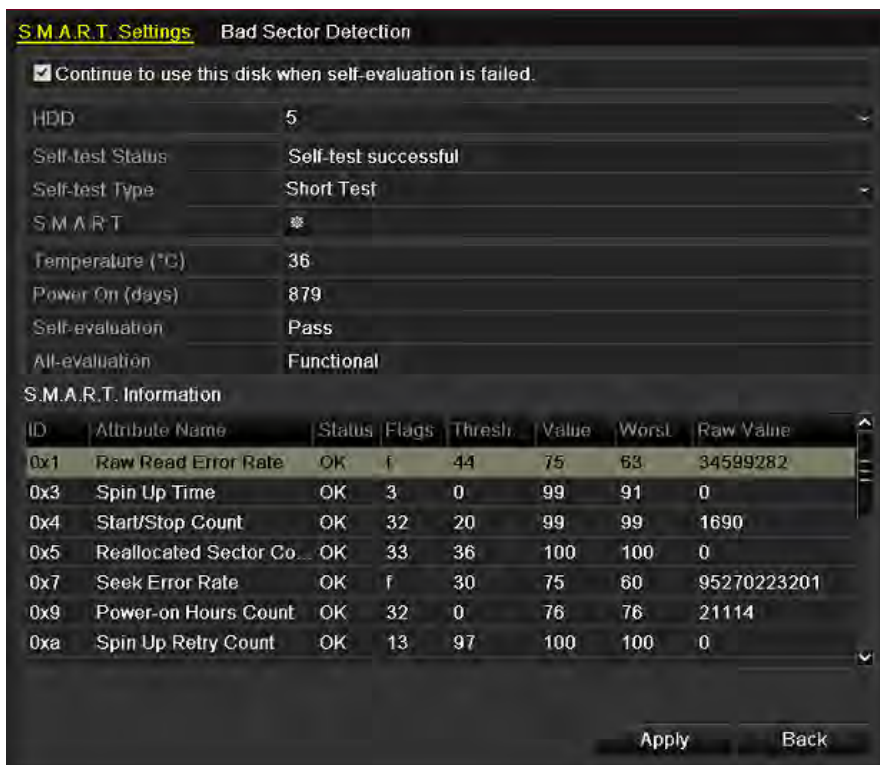 S.M.A.R.T. Settings Bad Sector Detection
Continue to use this disk when self-evaluation is failed.
HDD 5
Self-test Status Self-test successful
Self-test Type Short Test
S.M.A.R.T
Temperature (°C) 36
Power On (days) 879
Self-evaluation Pass
All-evaluation Functional
S.M.A.R.T. Information
ID Attribute Name Status Flags Thresh... Value Worst Raw Value
0x1 Raw Read Error Rate OK f 44 75 63 34599282
0x3 Spin Up Time OK 3 0 99 91 0
0x4 Start/Stop Count OK 32 20 99 99 1690
0x5 Reallocated Sector Co... OK 33 36 100 100 0
0x7 Seek Error Rate OK f 30 75 60 95270223201
0x9 Power-on Hours Count OK 32 0 76 76 21114
0xa Spin Up Retry Count OK 13 97 100 100 0
Apply Back